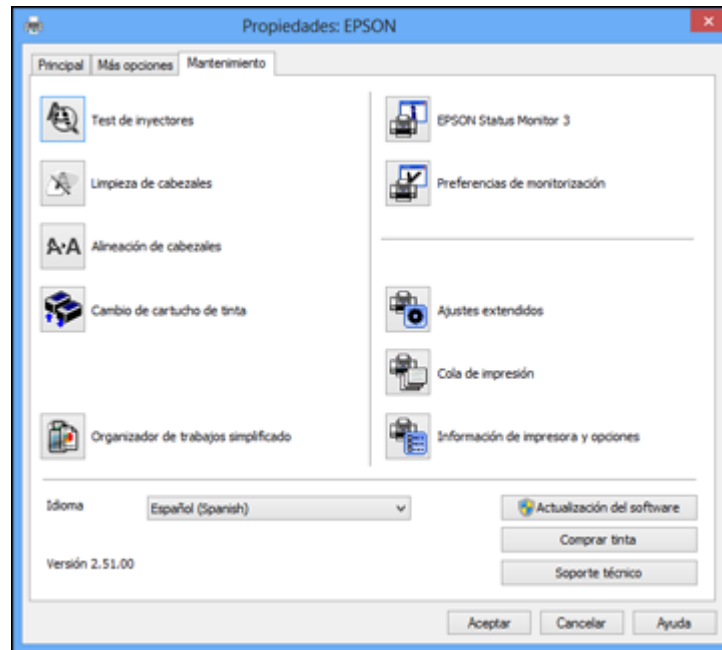 Propiedades: EPSON
Principal
Más opciones
Mantenimiento
Test de inyectores
Limpieza de cabezales
A·A
Alineación de cabezales
Cambio de cartucho de tinta
Organizador de trabajos simplificado
EPSON Status Monitor 3
Preferencias de monitorización
Ajustes extendidos
Cola de impresión
Información de impresora y opciones
Idioma
Español (Spanish)
Versión 2.51.00
Actualización del software
Comprar tinta
Soporte técnico
Aceptar
Cancelar
Ayuda